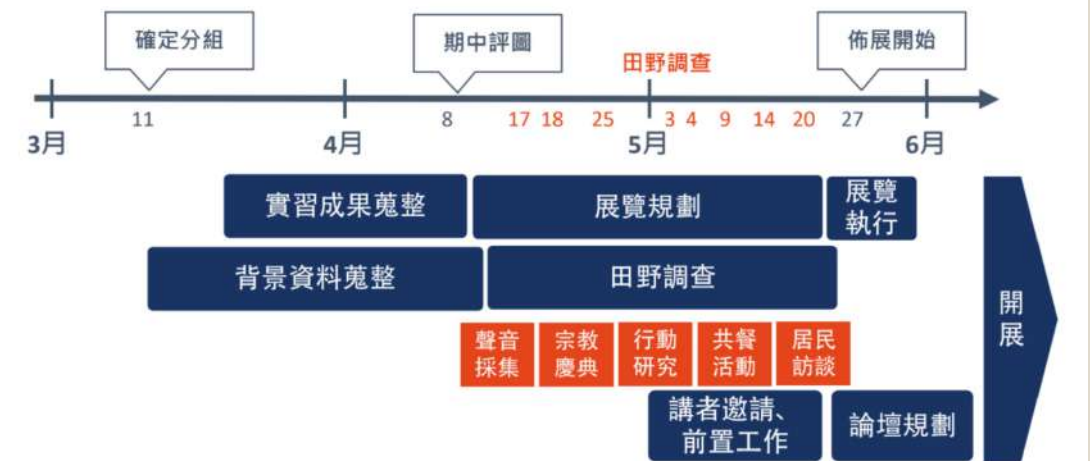 確定分組
期中評圖
佈展開始
田野調查
11
8
17 18 25
3 4 9 14 20
27
3月
4月
5月
6月
實習成果蒐整
展覽規劃
展覽
執行
背景資料蒐整
田野調查
聲音
採集
宗教
慶典
行動
研究
共餐
活動
居民
訪談
講者邀請、
前置工作
論壇規劃
開
展